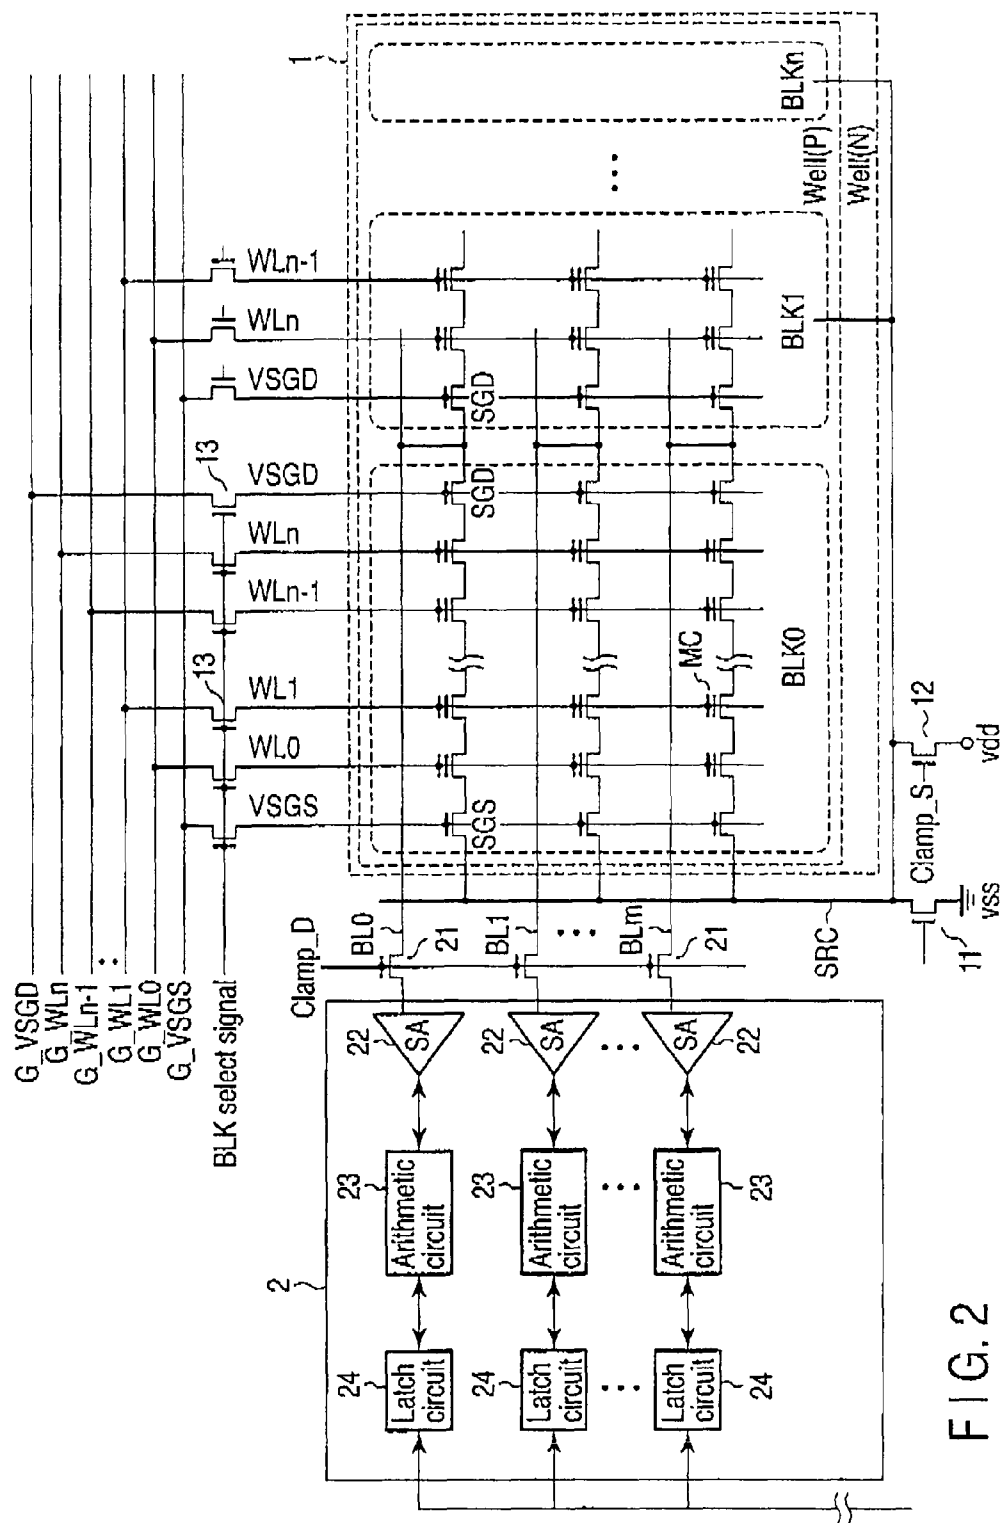 G_VSGD
G_WLn
G_WLn-1
G_WL1
G_WL0
G_VSGS
BLK select signal
13
13
VSGS
WL0
WL1
WLn-1
WLn
VSGD
VSGD
WLn
WLn-1
1
Clamp_D
BL0
21
BL1
BLm
21
SGS
SGD
SGD
MC
BLK0
BLK1
BLKn
Well(P)
Well(N)
SRC
11
VSS
Clamp_S
12
vdd
2
24
Latch
circuit
23
Arithmetic
circuit
22
SA
24
Latch
circuit
23
Arithmetic
circuit
22
SA
24
Latch
circuit
23
Arithmetic
circuit
22
SA
FIG. 2